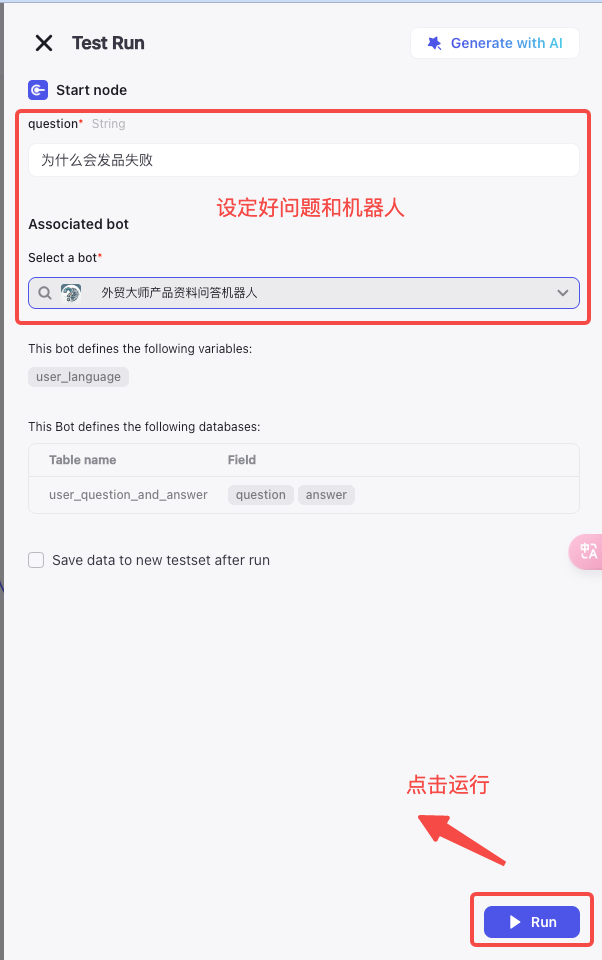 Test Run
Generate with AI
Start node
question* String
为什么会发品失败
设定好问题和机器人
Associated bot
Select a bot*
外贸大师产品资料问答机器人
This bot defines the following variables:
user_language
This Bot defines the following databases:
Table name Field
user_question_and_answer question answer
中A
Save data to new testset after run
点击运行
Run